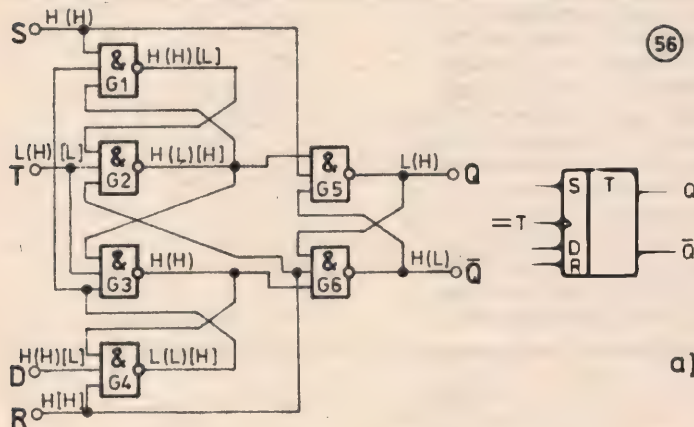 H(H)
S
56
&
G1
H(H)[L]
L(H) [L]
T
&
G2
H(L)[H]
&
G5
L(H)
Q
S T
Q
= T
D
R
Q̄
&
G3
H(H)
&
G6
H(L)
Q̄
H(H)[L]
D
&
G4
L(L)[H]
a)
H[H]
R